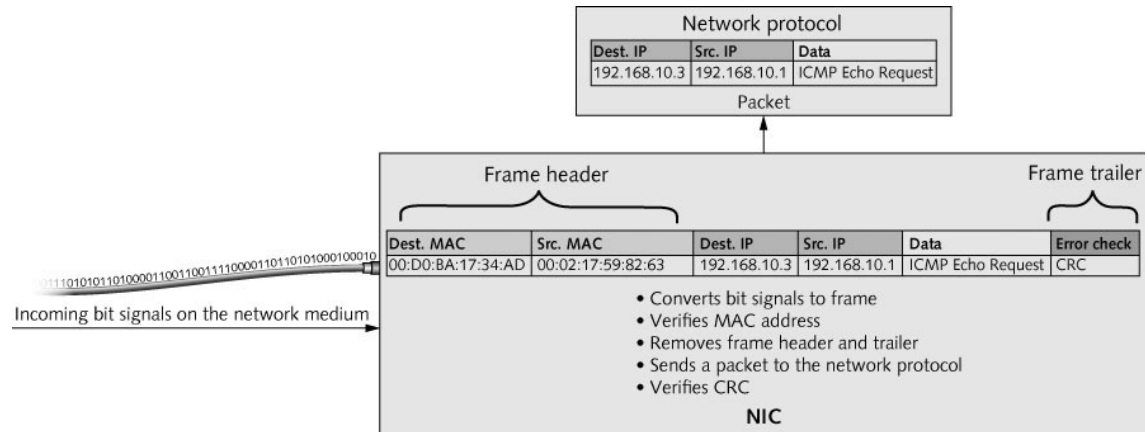 Network protocol
Dest. IP Src. IP Data
192.168.10.3 192.168.10.1 ICMP Echo Request
Packet
Frame header Frame trailer
Dest. MAC Src. MAC Dest. IP Src. IP Data Error check
00:D0:BA:17:34:AD 00:02:17:59:82:63 192.168.10.3 192.168.10.1 ICMP Echo Request CRC
Incoming bit signals on the network medium
• Converts bit signals to frame
• Verifies MAC address
• Removes frame header and trailer
• Sends a packet to the network protocol
• Verifies CRC
NIC